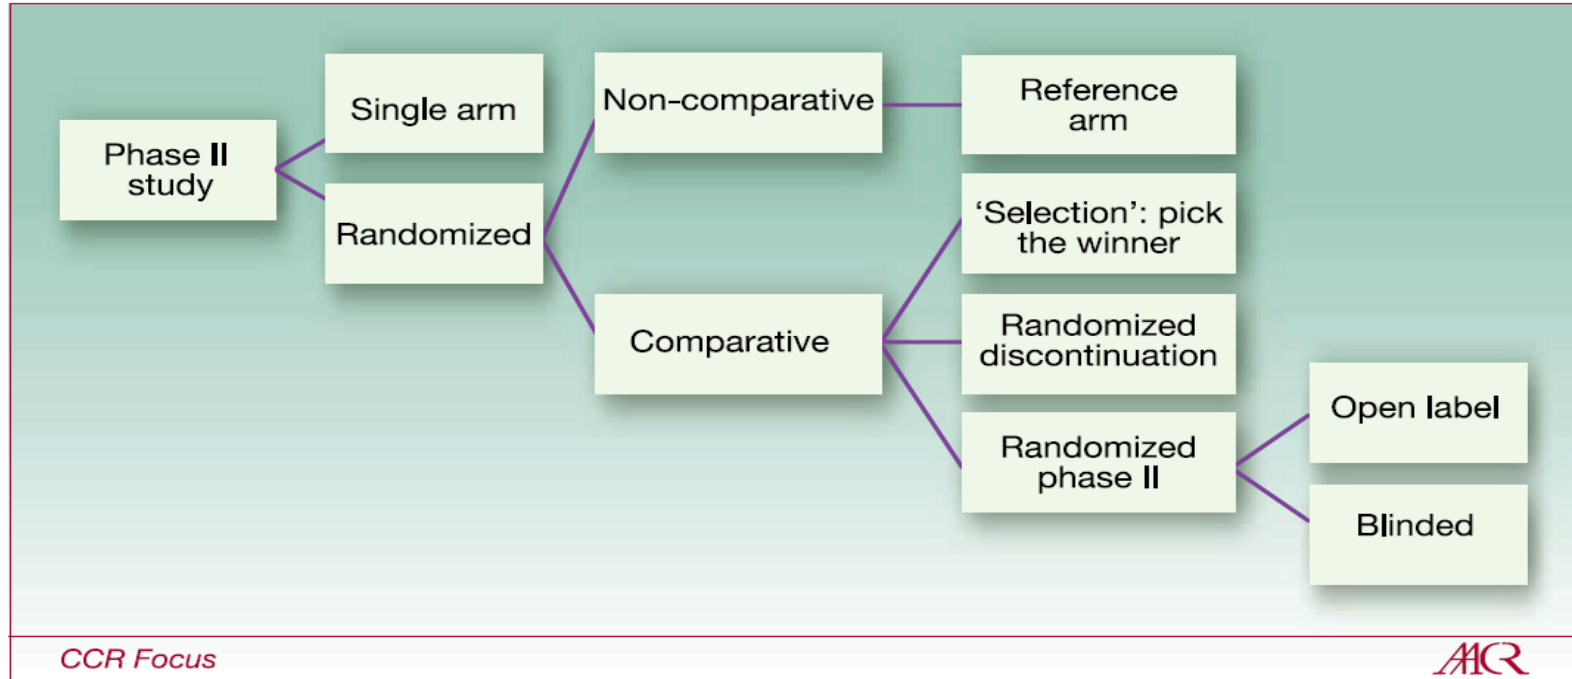 Phase II
study
Single arm
Randomized
Non-comparative
Comparative
Reference
arm
‘Selection’: pick
the winner
Randomized
discontinuation
Randomized
phase II
Open label
Blinded
CCR Focus
AACR